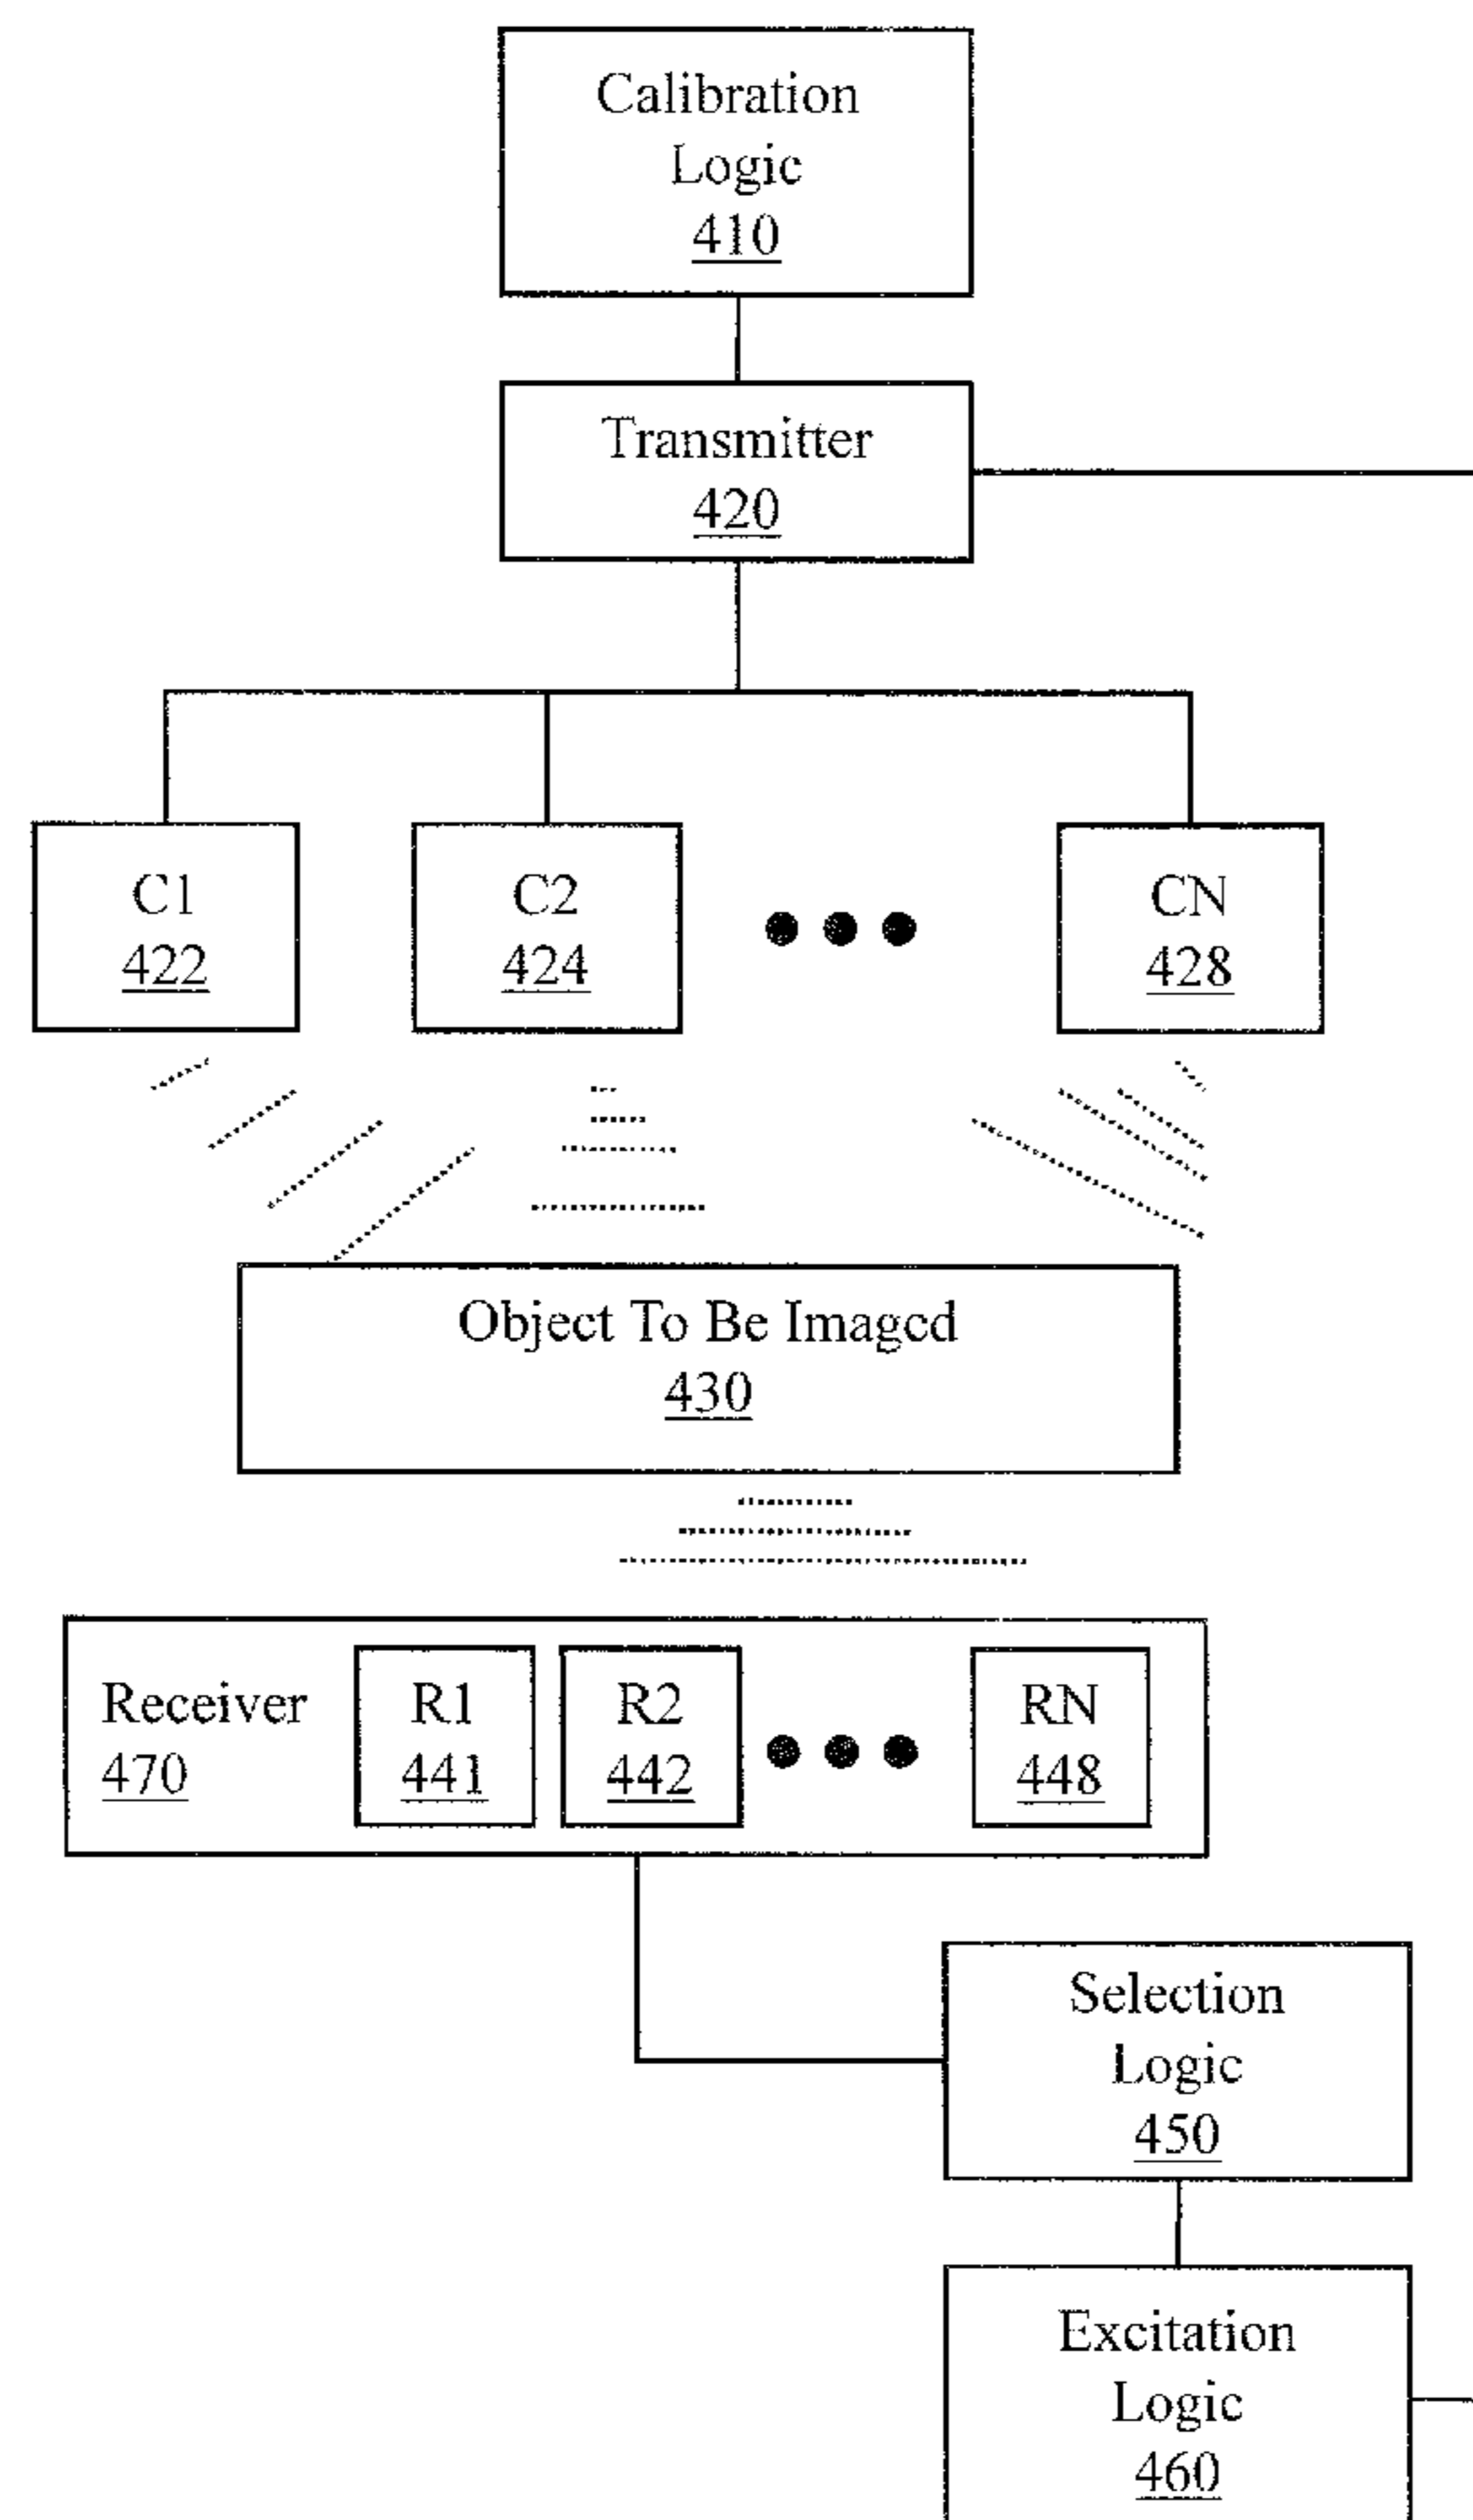 Calibration
Logic
410
Transmitter
420
C1
422
C2
424
CN
428
Object To Be Imaged
430
Receiver
470
R1
441
R2
442
RN
448
Selection
Logic
450
Excitation
Logic
460